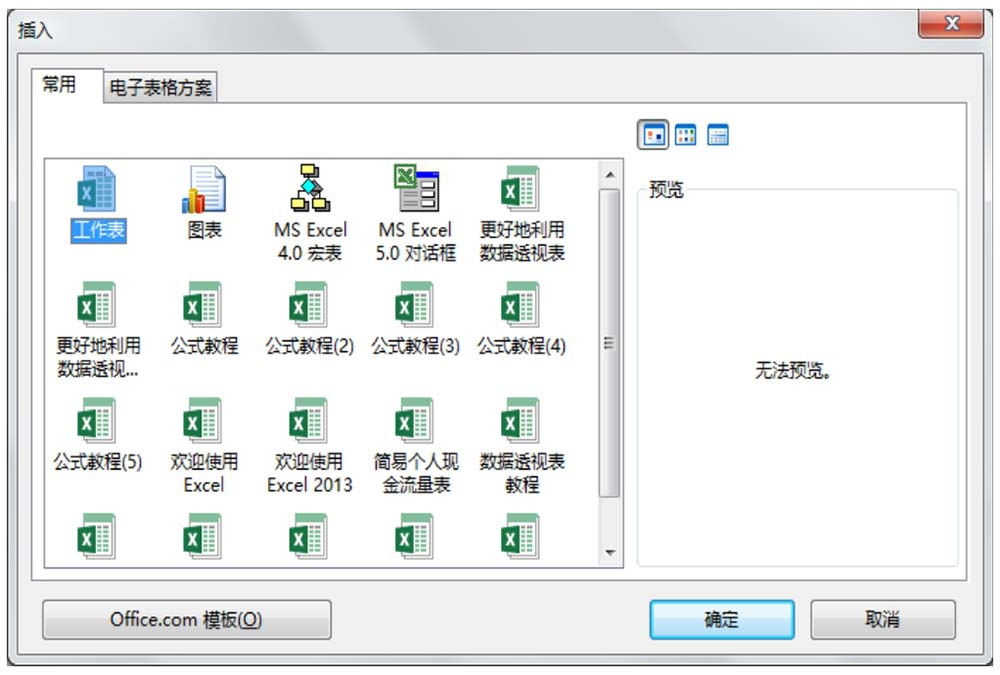 插入
常用
电子表格方案
工作表
图表
MS Excel
4.0 宏表
MS Excel
5.0 对话框
更好地利用
数据透视表
更好地利用
数据透视...
公式教程
公式教程(2)
公式教程(3)
公式教程(4)
公式教程(5)
欢迎使用
Excel
欢迎使用
Excel 2013
简易个人现
金流量表
数据透视表
教程
预览
无法预览。
Office.com 模板(O)
确定
取消